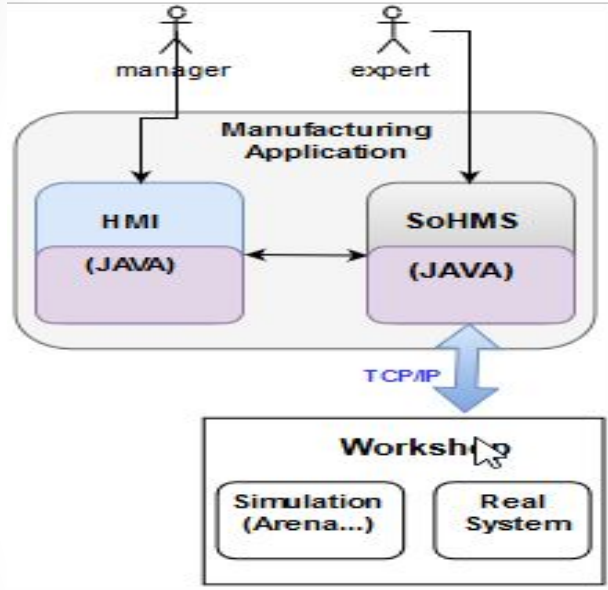 manager
expert
Manufacturing
Application
HMI
(JAVA)
SoHMS
(JAVA)
TCP/IP
Workshop
Simulation
(Arena...)
Real
System